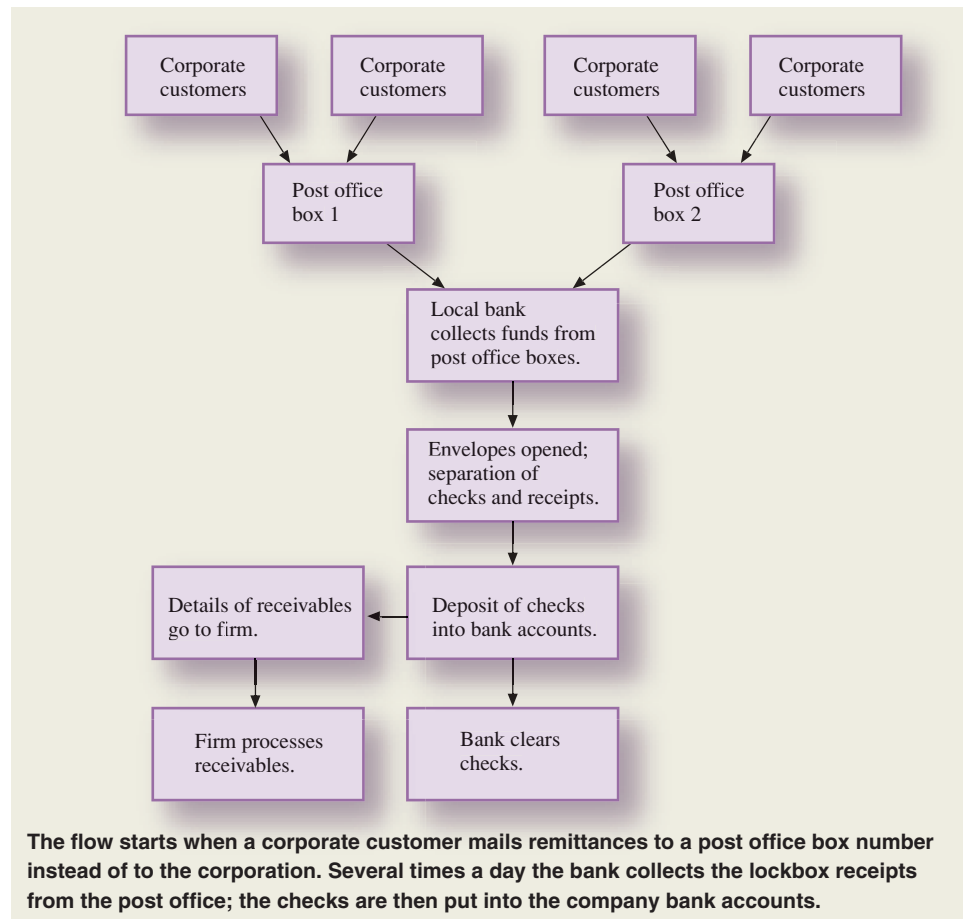 Corporate
customers
Corporate
customers
Corporate
customers
Corporate
customers
Post office
box 1
Post office
box 2
Local bank
collects funds from
post office boxes.
Envelopes opened;
separation of
checks and receipts.
Details of receivables
go to firm.
Deposit of checks
into bank accounts.
Firm processes
receivables.
Bank clears
checks.
The flow starts when a corporate customer mails remittances to a post office box number
instead of to the corporation. Several times a day the bank collects the lockbox receipts
from the post office; the checks are then put into the company bank accounts.